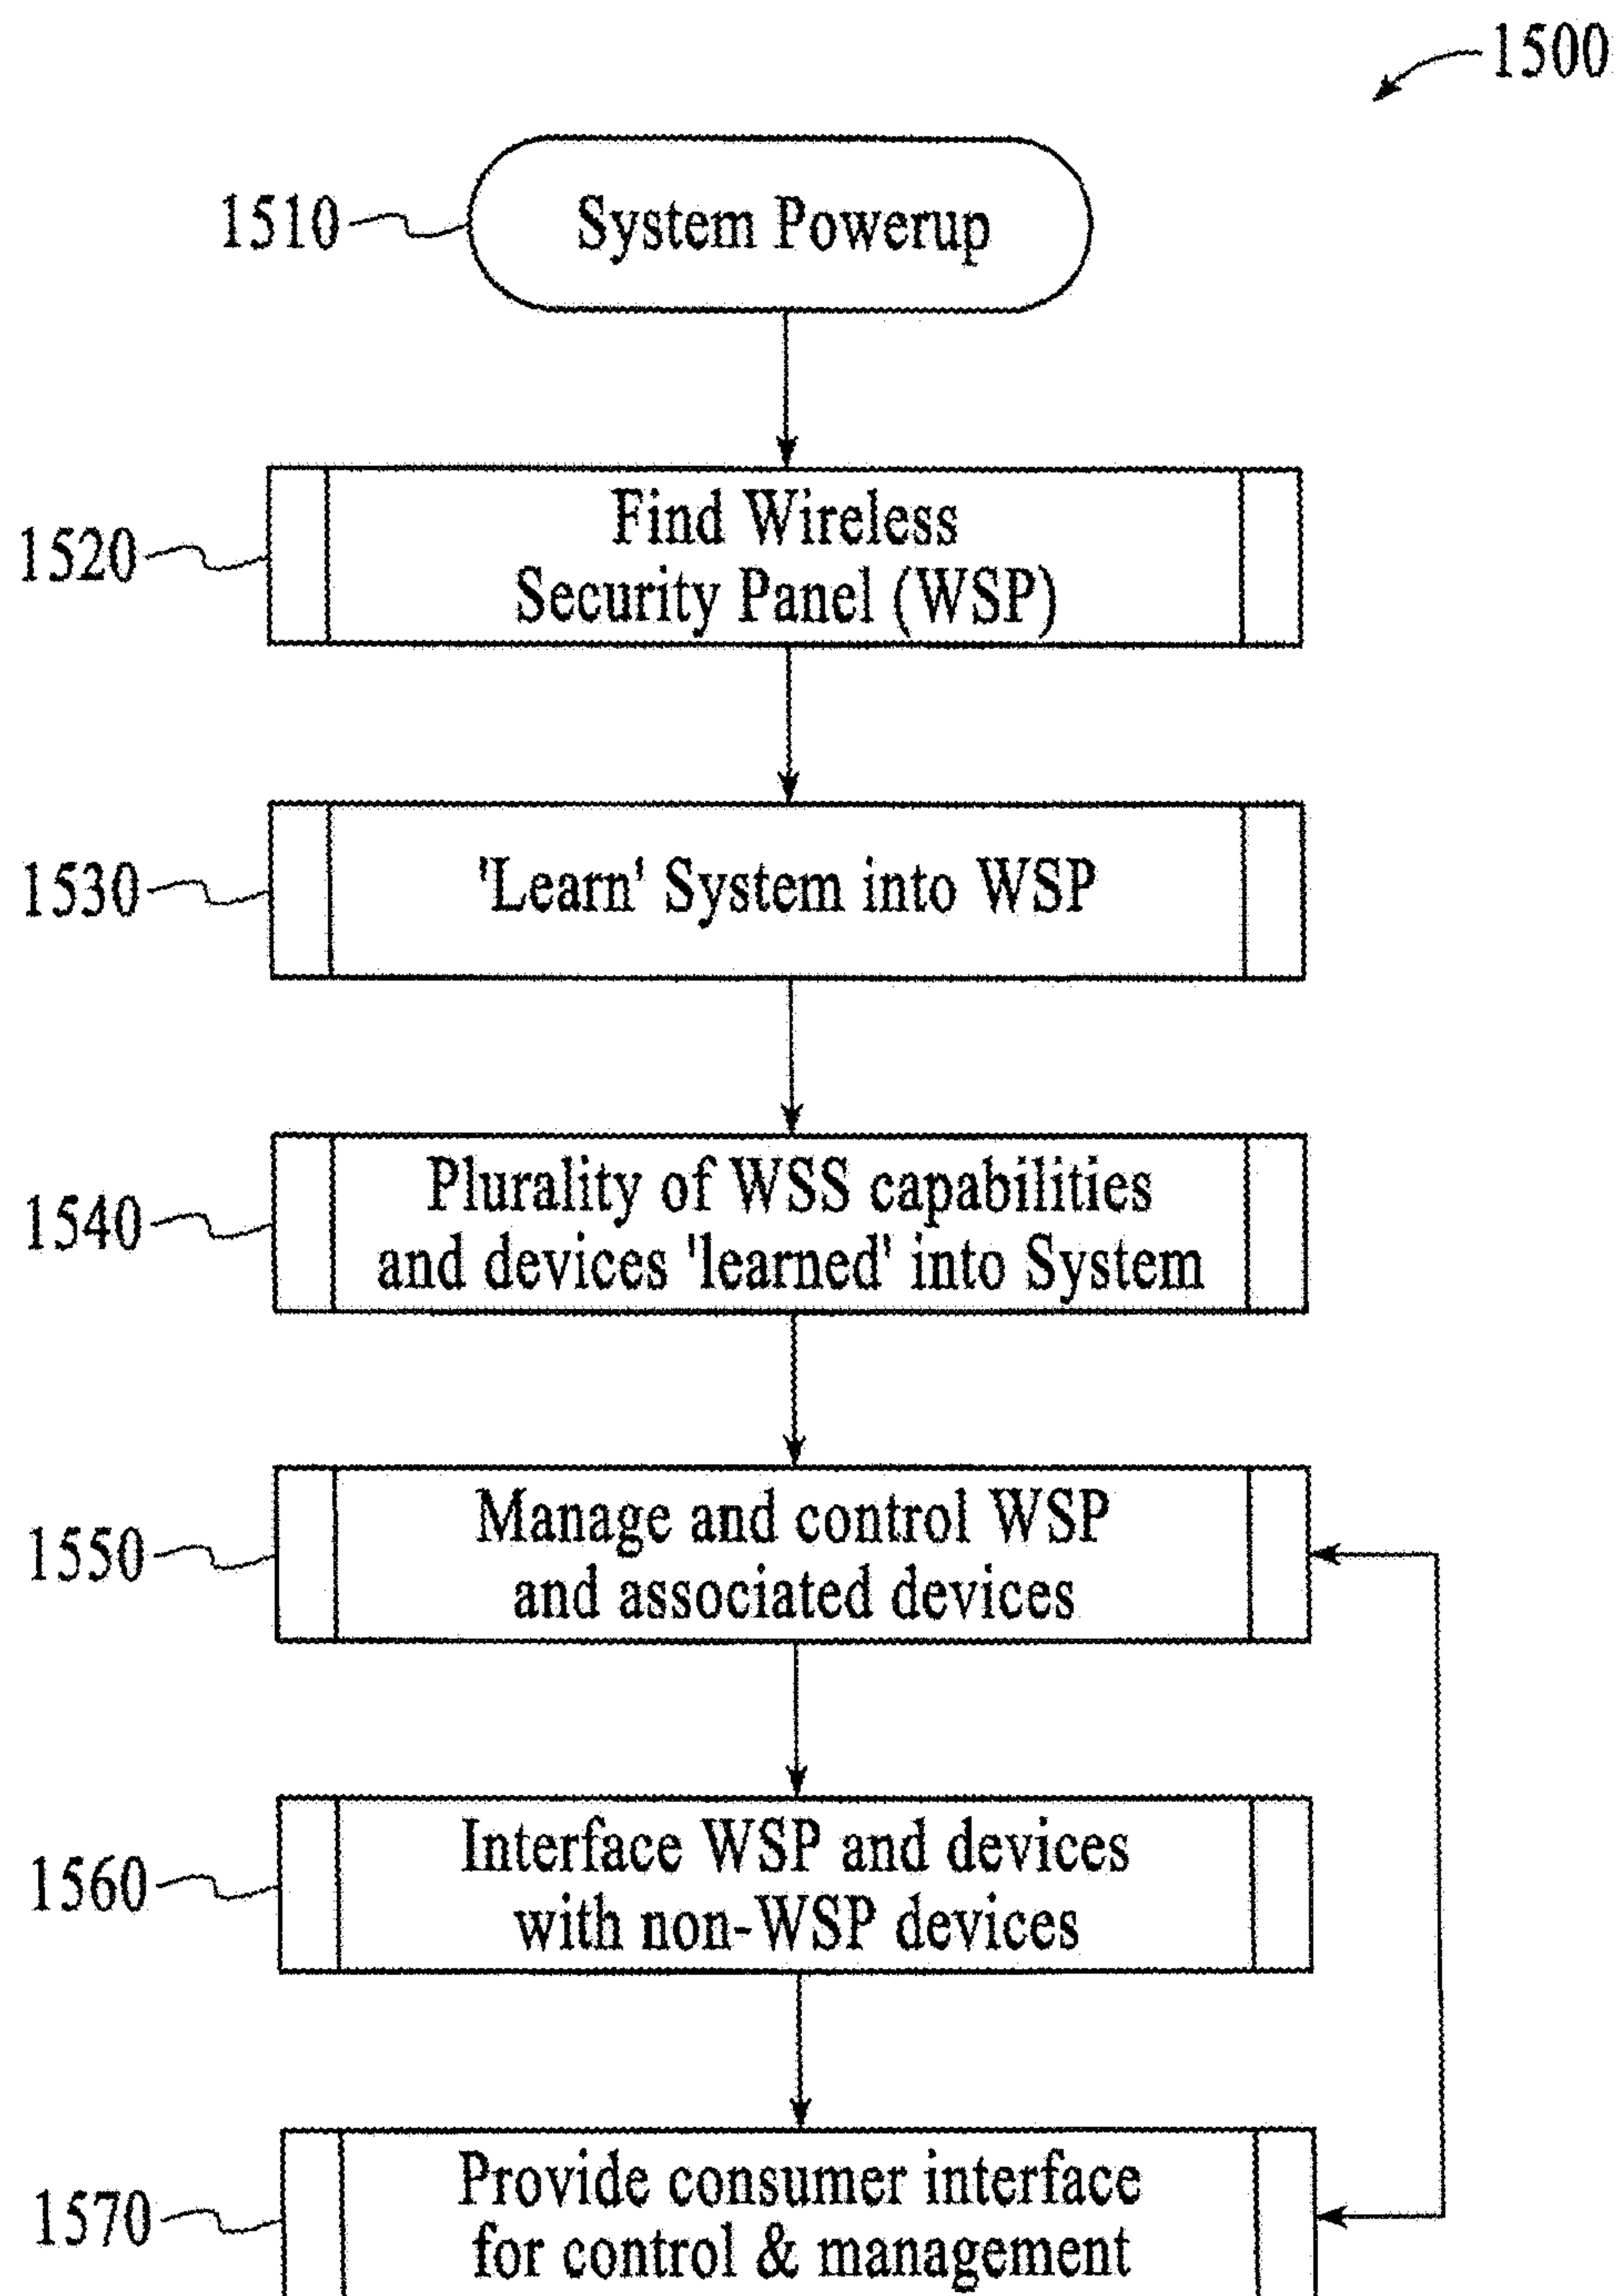 1500
1510
System Powerup
1520
Find Wireless
Security Panel (WSP)
1530
'Learn' System into WSP
1540
Plurality of WSS capabilities
and devices 'learned' into System
1550
Manage and control WSP
and associated devices
1560
Interface WSP and devices
with non-WSP devices
1570
Provide consumer interface
for control & management